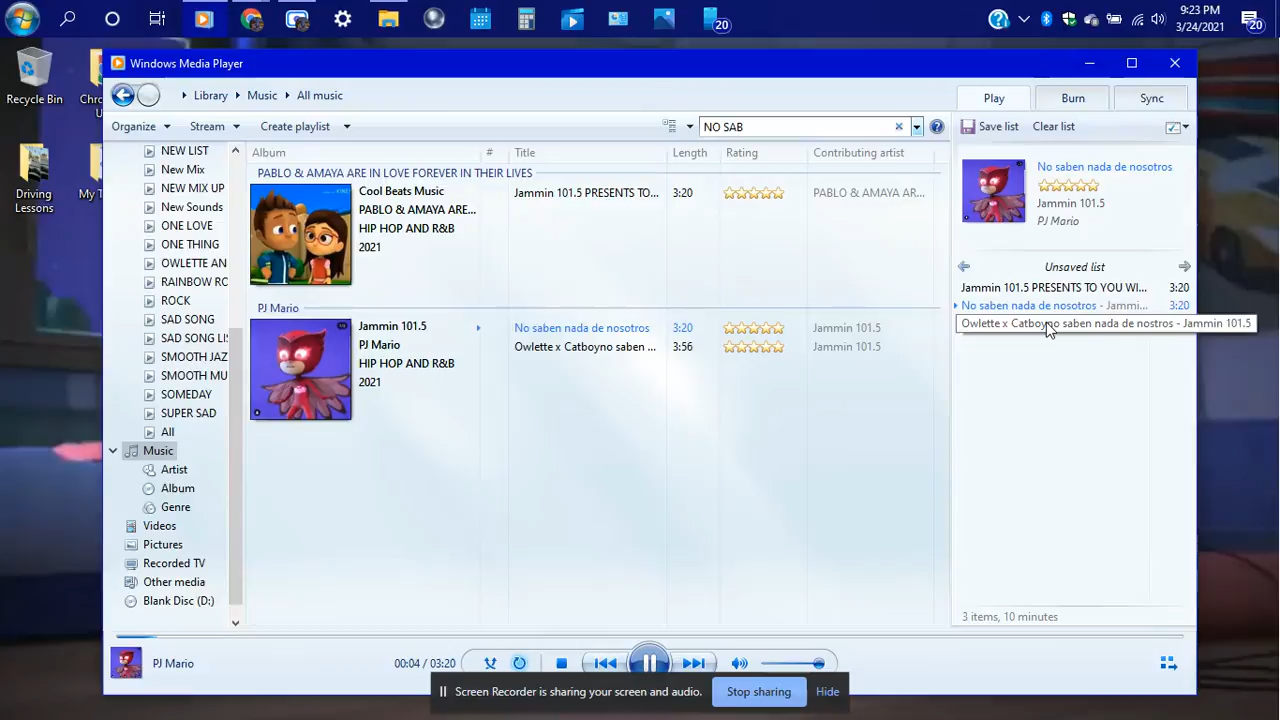 20
9:23 PM
3/24/2021
20
Recycle Bin
Chr
U
Driving
Lessons
My T
Windows Media Player
Library
Music
All music
Play
Burn
Sync
Organize
Stream
Create playlist
NO SAB
Save list
Clear list
NEW LIST
New Mix
NEW MIX UP
New Sounds
ONE LOVE
ONE THING
OWLETTE AN
RAINBOW RO
ROCK
SAD SONG
SAD SONG LI
SMOOTH JAZ
SMOOTH MU
SOMEDAY
SUPER SAD
All
Music
Artist
Album
Genre
Videos
Pictures
Recorded TV
Other media
Blank Disc (D:)
Album
#
Title
Length
Rating
Contributing artist
PABLO & AMAYA ARE IN LOVE FOREVER IN THEIR LIVES
Cool Beats Music
PABLO & AMAYA ARE...
HIP HOP AND R&B
2021
Jammin 101.5 PRESENTS TO...
3:20
PABLO & AMAYA AR...
PJ Mario
Jammin 101.5
PJ Mario
HIP HOP AND R&B
2021
No saben nada de nosotros
3:20
Jammin 101.5
Owlette x Catboyno saben ...
3:56
Jammin 101.5
No saben nada de nosotros
Jammin 101.5
PJ Mario
Unsaved list
Jammin 101.5 PRESENTS TO YOU WI...
3:20
No saben nada de nosotros - Jammi...
3:20
Owlette x Catboyno saben nada de nostros - Jammin 101.5
3 items, 10 minutes
PJ Mario
00:04 / 03:20
Screen Recorder is sharing your screen and audio.
Stop sharing
Hide